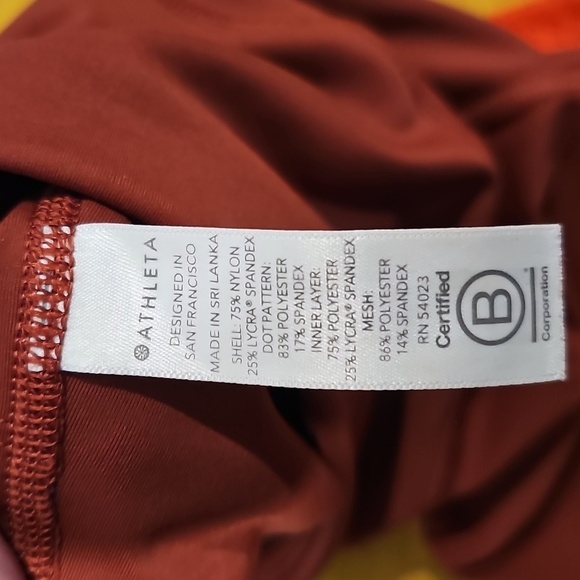 ATHLETA
DESIGNED IN
SAN FRANCISCO
MADE IN SRI LANKA
SHELL: 75% NYLON
25% LYCRA® SPANDEX
DOT PATTERN:
83% POLYESTER
17% SPANDEX
INNER LAYER:
75% POLYESTER
25% LYCRA® SPANDEX
MESH:
86% POLYESTER
14% SPANDEX
RN 54023
Certified
B
Corporation